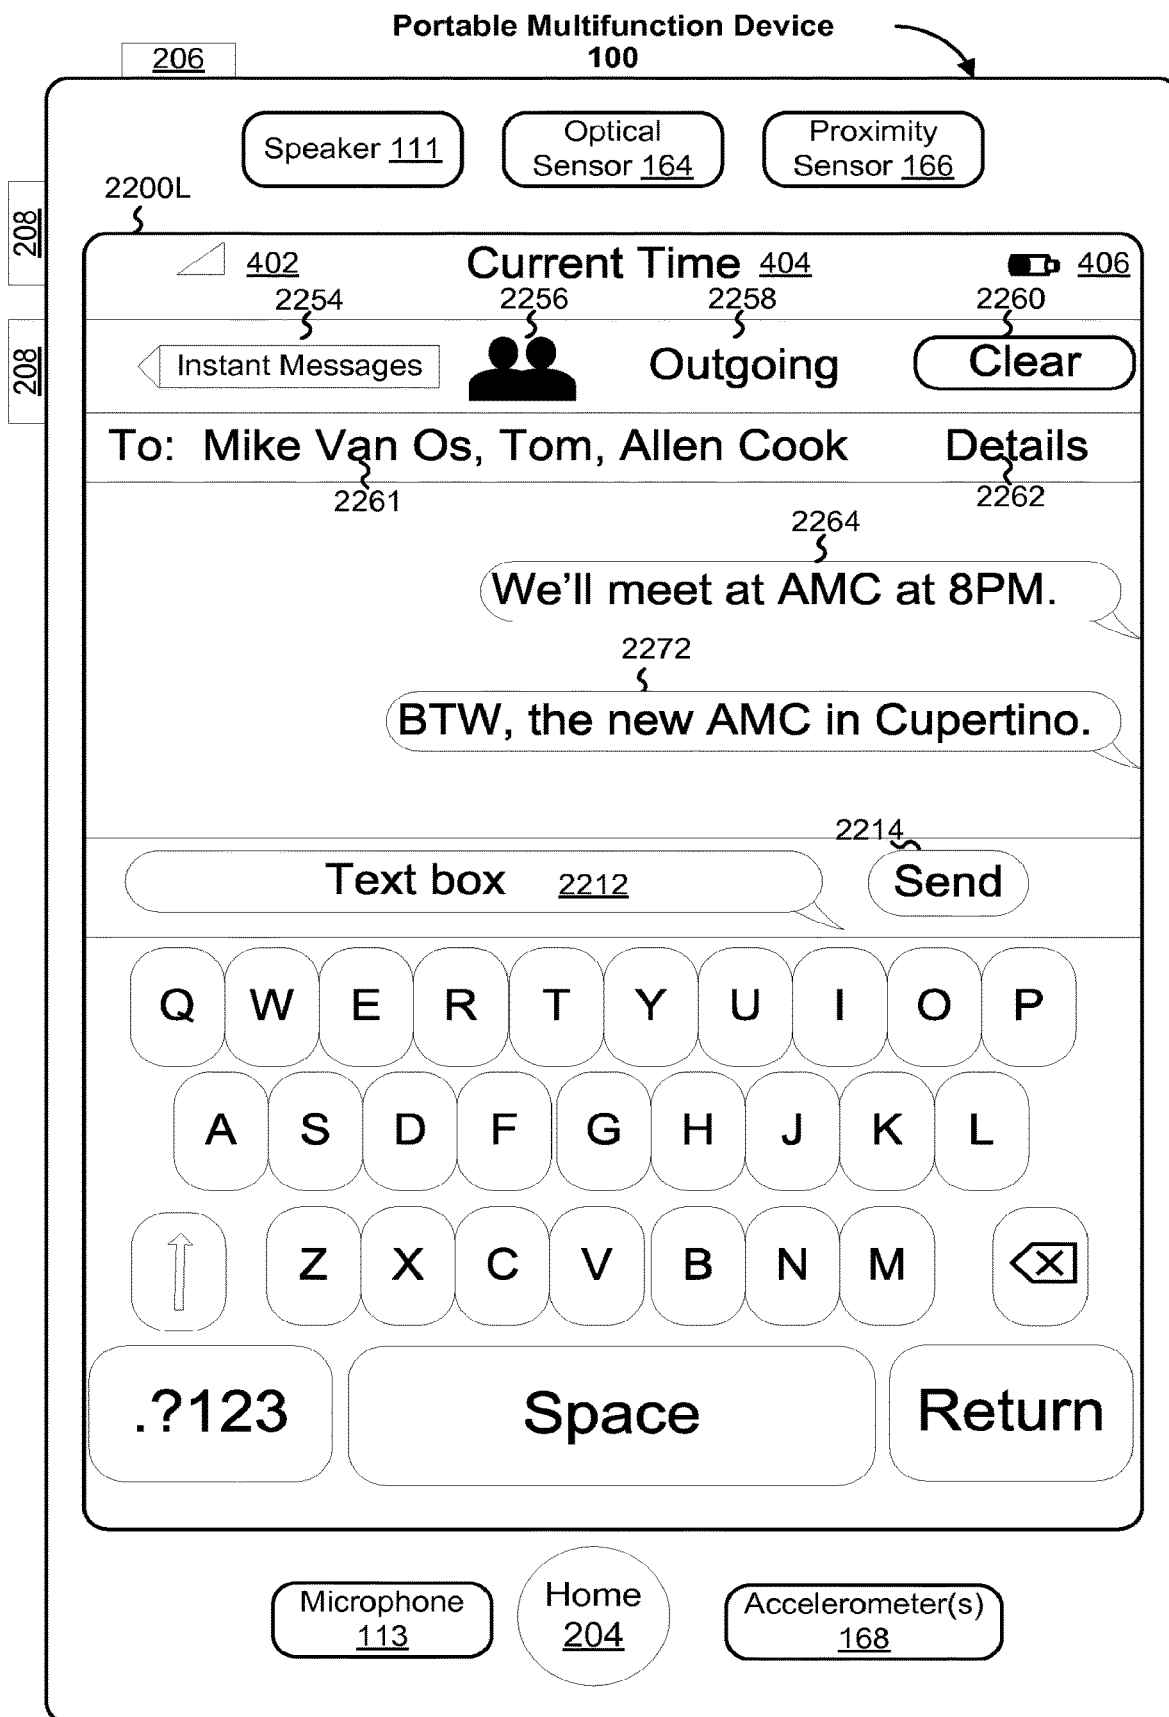 Portable Multifunction Device
100
206
Speaker 111
Optical
Sensor 164
Proximity
Sensor 166
2200L
208
402
Current Time 404
406
2254
2256
2258
2260
208
Instant Messages
Outgoing
Clear
To: Mike Van Os, Tom, Allen Cook
Details
2261
2262
2264
We'll meet at AMC at 8PM.
2272
BTW, the new AMC in Cupertino.
2214
Text box 2212
Send
Q W E R T Y U I O P
A S D F G H J K L
Z X C V B N M
.?123
Space
Return
Microphone
113
Home
204
Accelerometer(s)
168